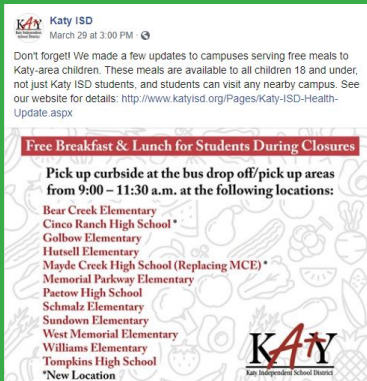 KATY
Katy Independent
School District
Katy ISD
March 29 at 3:00 PM ·
Don't forget! We made a few updates to campuses serving free meals to
Katy-area children. These meals are available to all children 18 and under,
not just Katy ISD students, and students can visit any nearby campus. See
our website for details: http://www.katyisd.org/Pages/Katy-ISD-Health-
Update.aspx
Free Breakfast & Lunch for Students During Closures
Pick up curbside at the bus drop off/pick up areas
from 9:00 – 11:30 a.m. at the following locations:
Bear Creek Elementary
Cinco Ranch High School *
Golbow Elementary
Hutsell Elementary
Mayde Creek High School (Replacing MCE) *
Memorial Parkway Elementary
Paetow High School
Schmalz Elementary
Sundown Elementary
West Memorial Elementary
Williams Elementary
Tompkins High School
*New Location
KATY
Katy Independent School District